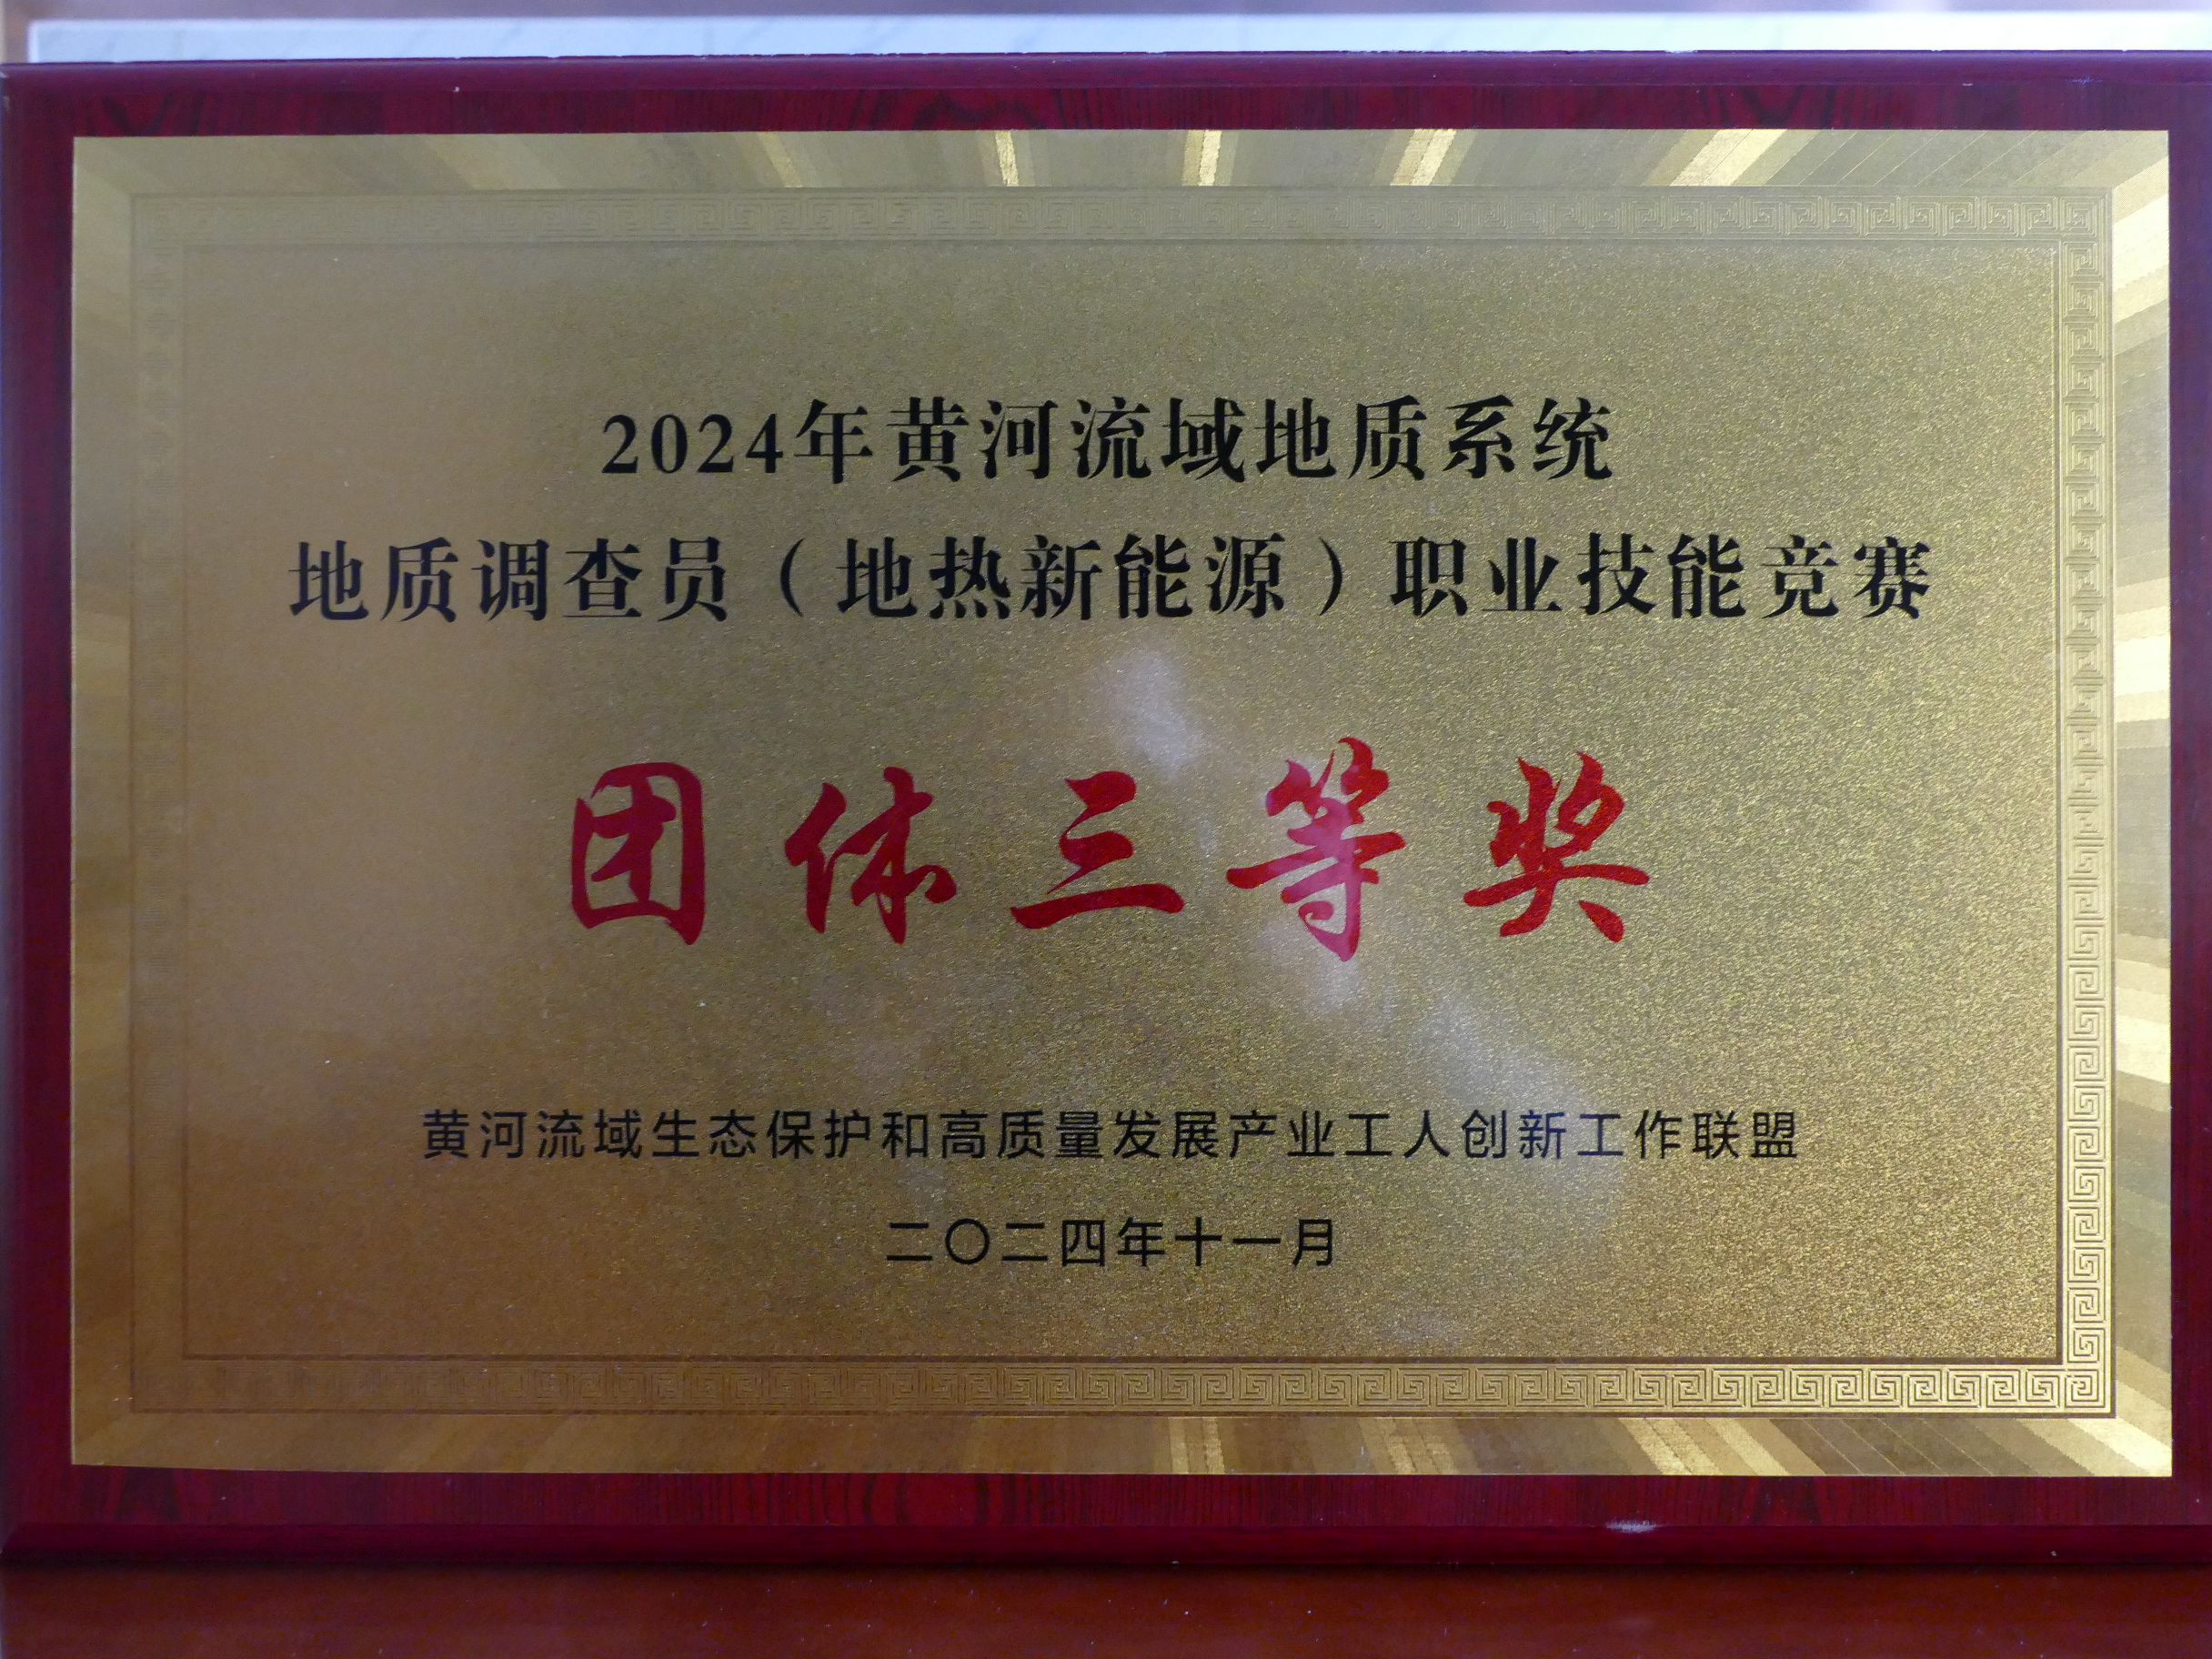 2024年黄河流域地质系统
地质调查员（地热新能源）职业技能竞赛
团体三等奖
黄河流域生态保护和高质量发展产业工人创新工作联盟
二〇二四年十一月